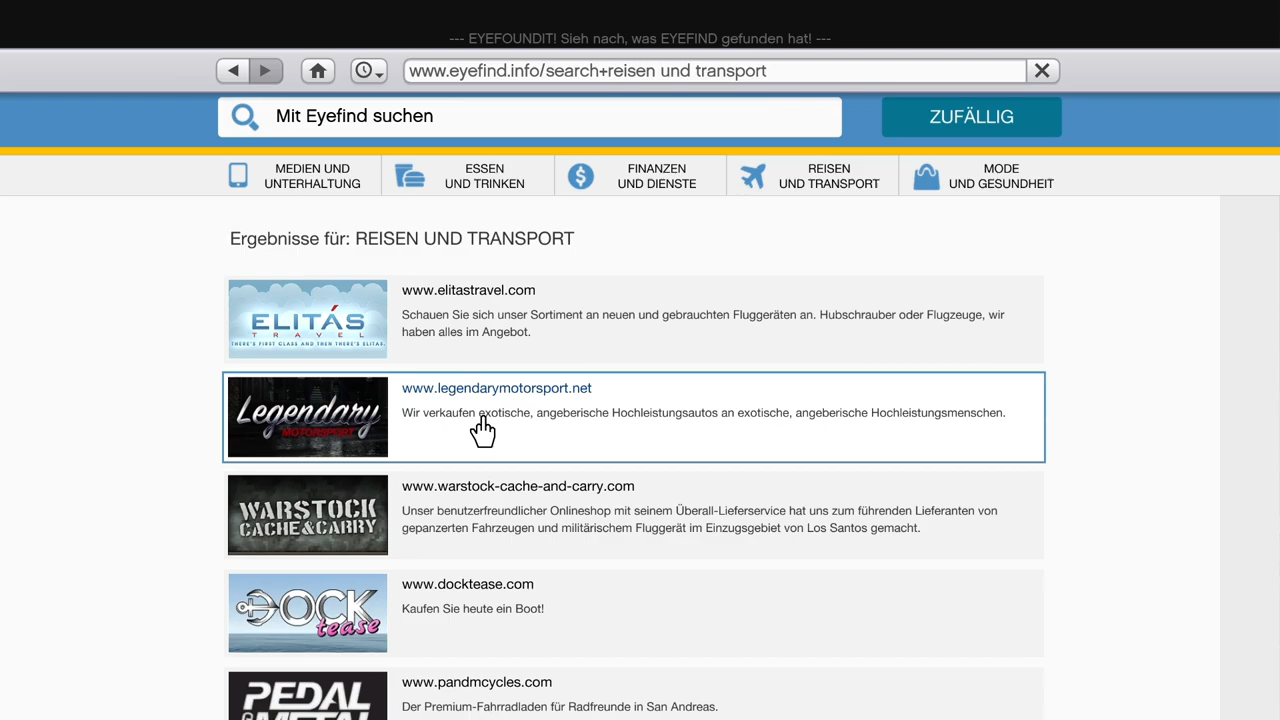 --- EYEFOUNDIT! Sieh nach, was EYEFIND gefunden hat! ---
www.eyefind.info/search+reisen und transport
Mit Eyefind suchen
ZUFÄLLIG
MEDIEN UND
UNTERHALTUNG
ESSEN
UND TRINKEN
FINANZEN
UND DIENSTE
REISEN
UND TRANSPORT
MODE
UND GESUNDHEIT
Ergebnisse für: REISEN UND TRANSPORT
ELITÁS
TRAVEL
THERE'S FIRST CLASS AND THEN THERE'S ELITAS.
www.elitastravel.com
Schauen Sie sich unser Sortiment an neuen und gebrauchten Fluggeräten an. Hubschrauber oder Flugzeuge, wir
haben alles im Angebot.
Legendary
MOTORSPORT
www.legendarymotorsport.net
Wir verkaufen exotische, angeberische Hochleistungsautos an exotische, angeberische Hochleistungsmenschen.
WARSTOCK
CACHE&CARRY
www.warstock-cache-and-carry.com
Unser benutzerfreundlicher Onlineshop mit seinem Überall-Lieferservice hat uns zum führenden Lieferanten von
gepanzerten Fahrzeugen und militärischem Fluggerät im Einzugsgebiet von Los Santos gemacht.
DOCK
tease
www.docktease.com
Kaufen Sie heute ein Boot!
PEDAL
& METAL
www.pandmcycles.com
Der Premium-Fahrradladen für Radfreunde in San Andreas.